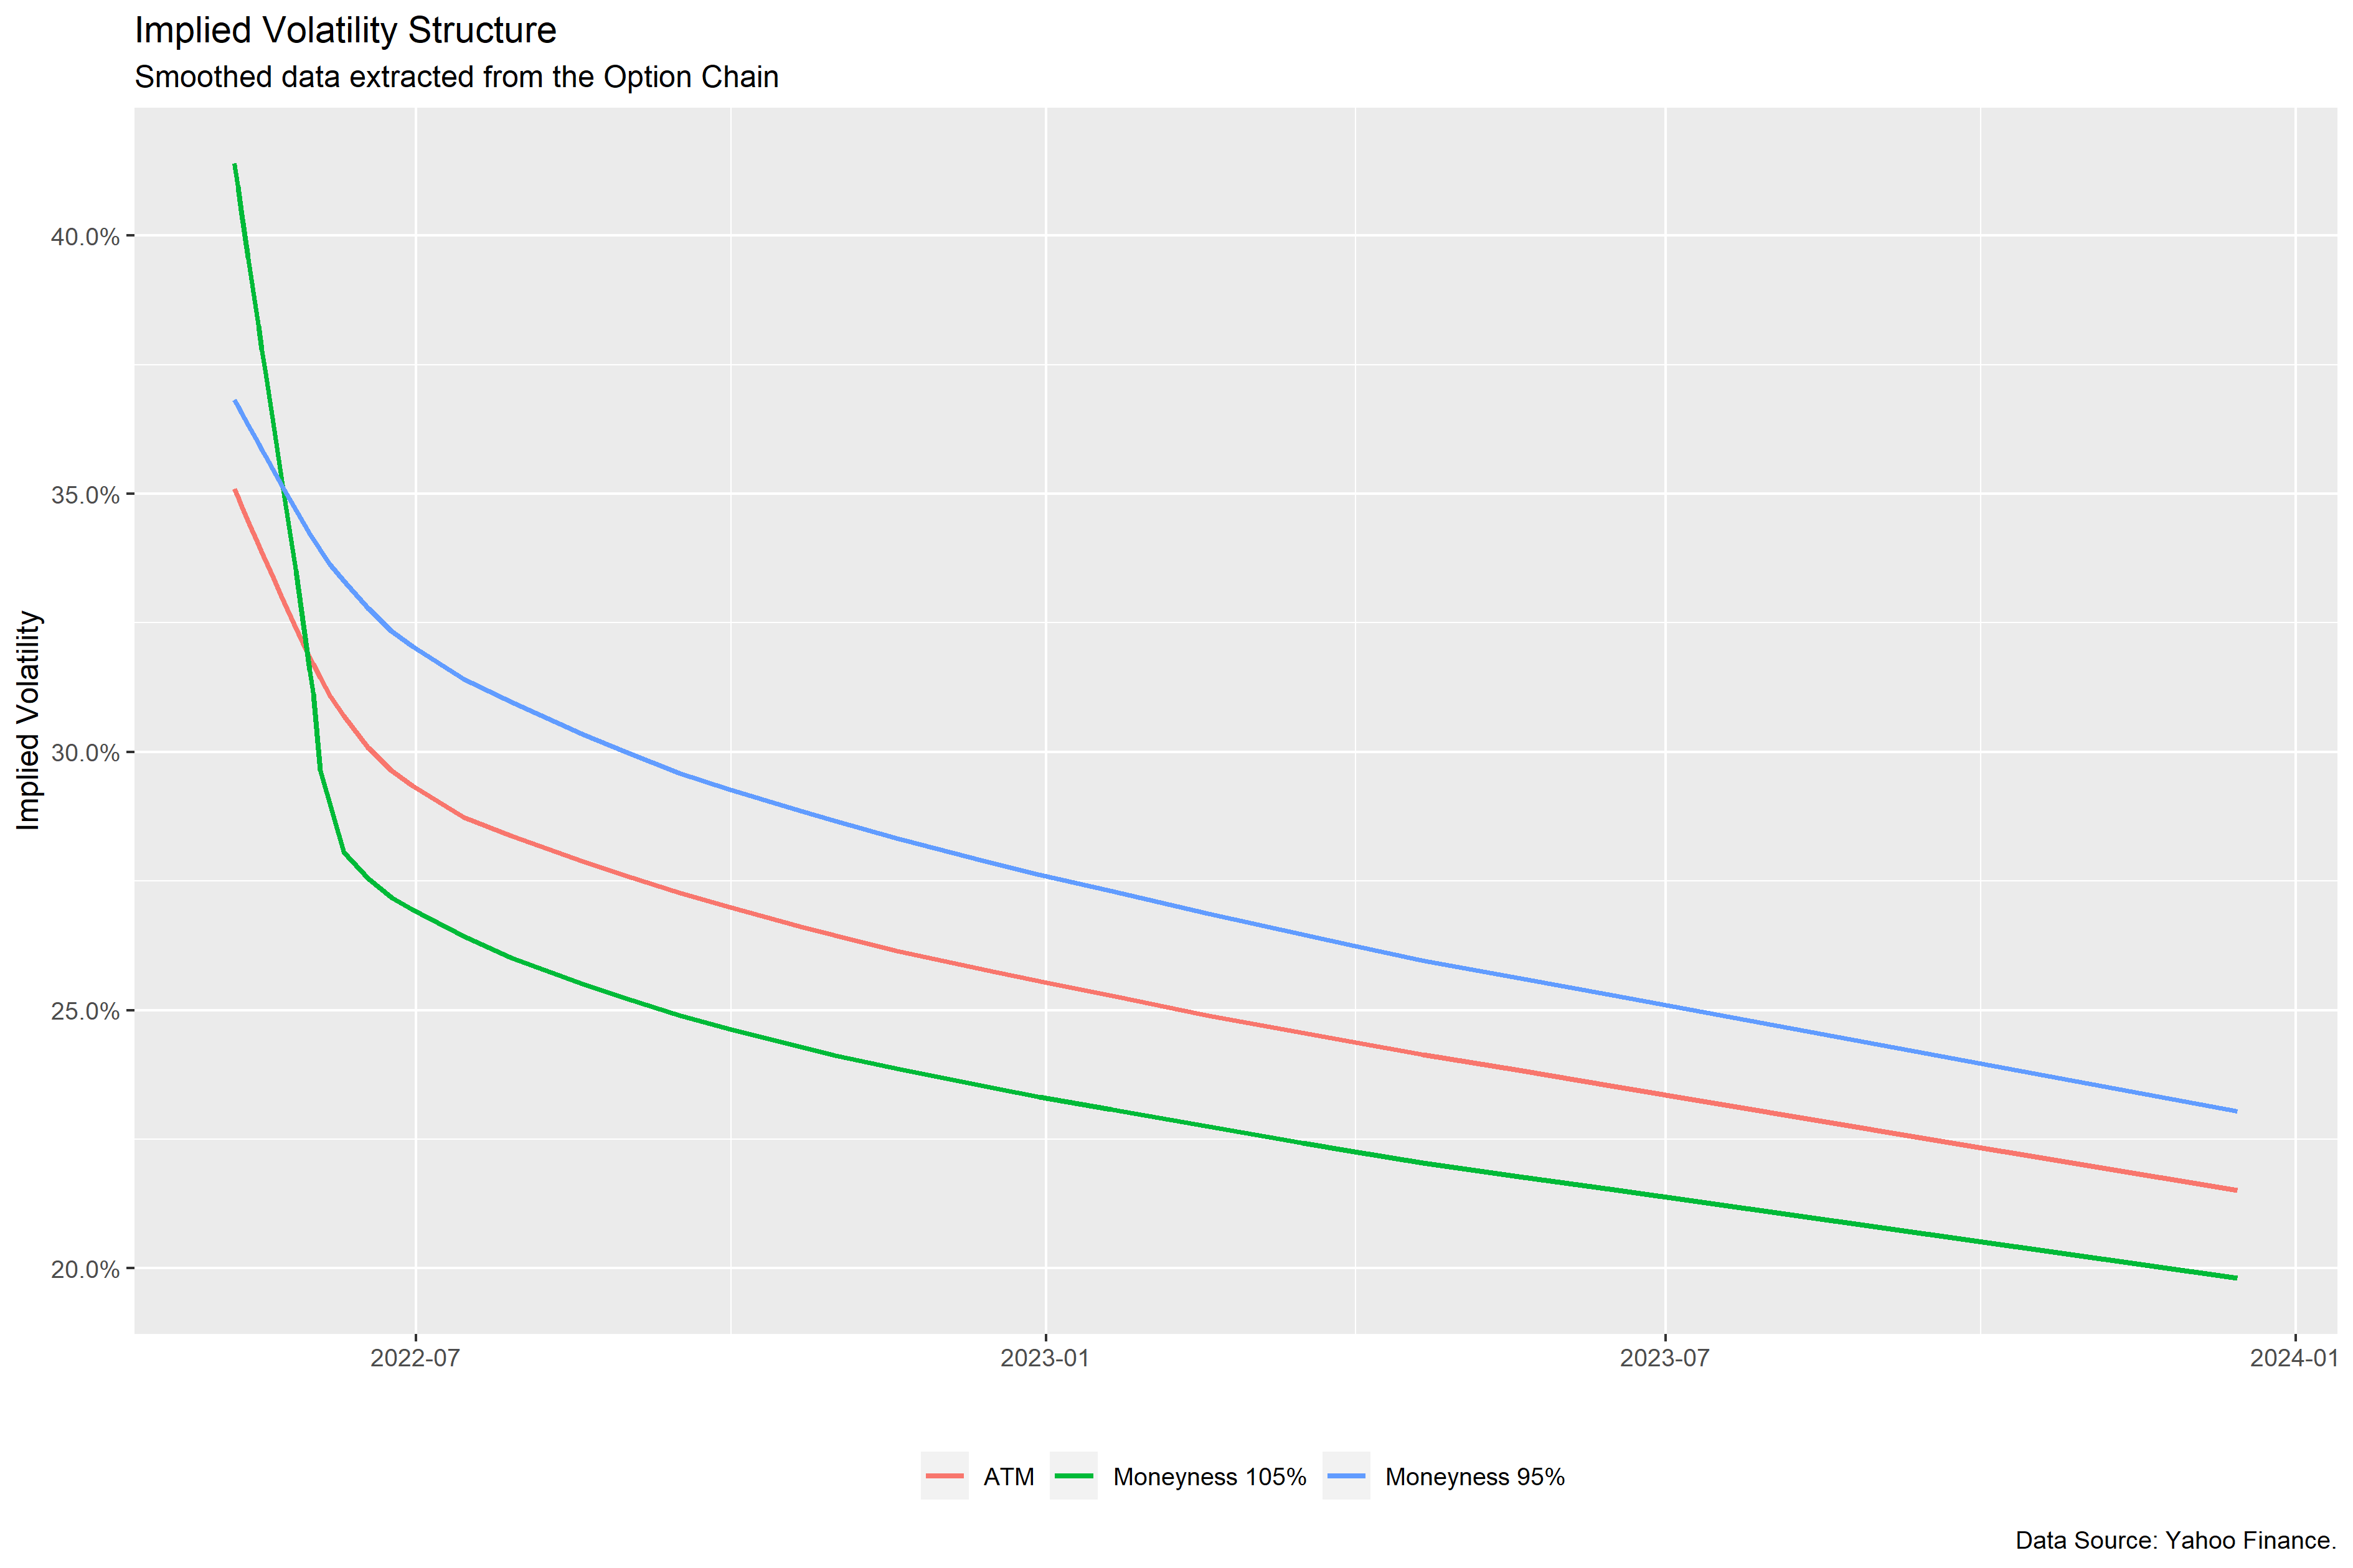 Implied Volatility Structure
Smoothed data extracted from the Option Chain
Implied Volatility
40.0%
35.0%
30.0%
25.0%
20.0%
2022-07
2023-01
2023-07
2024-01
ATM
Moneyness 105%
Moneyness 95%
Data Source: Yahoo Finance.